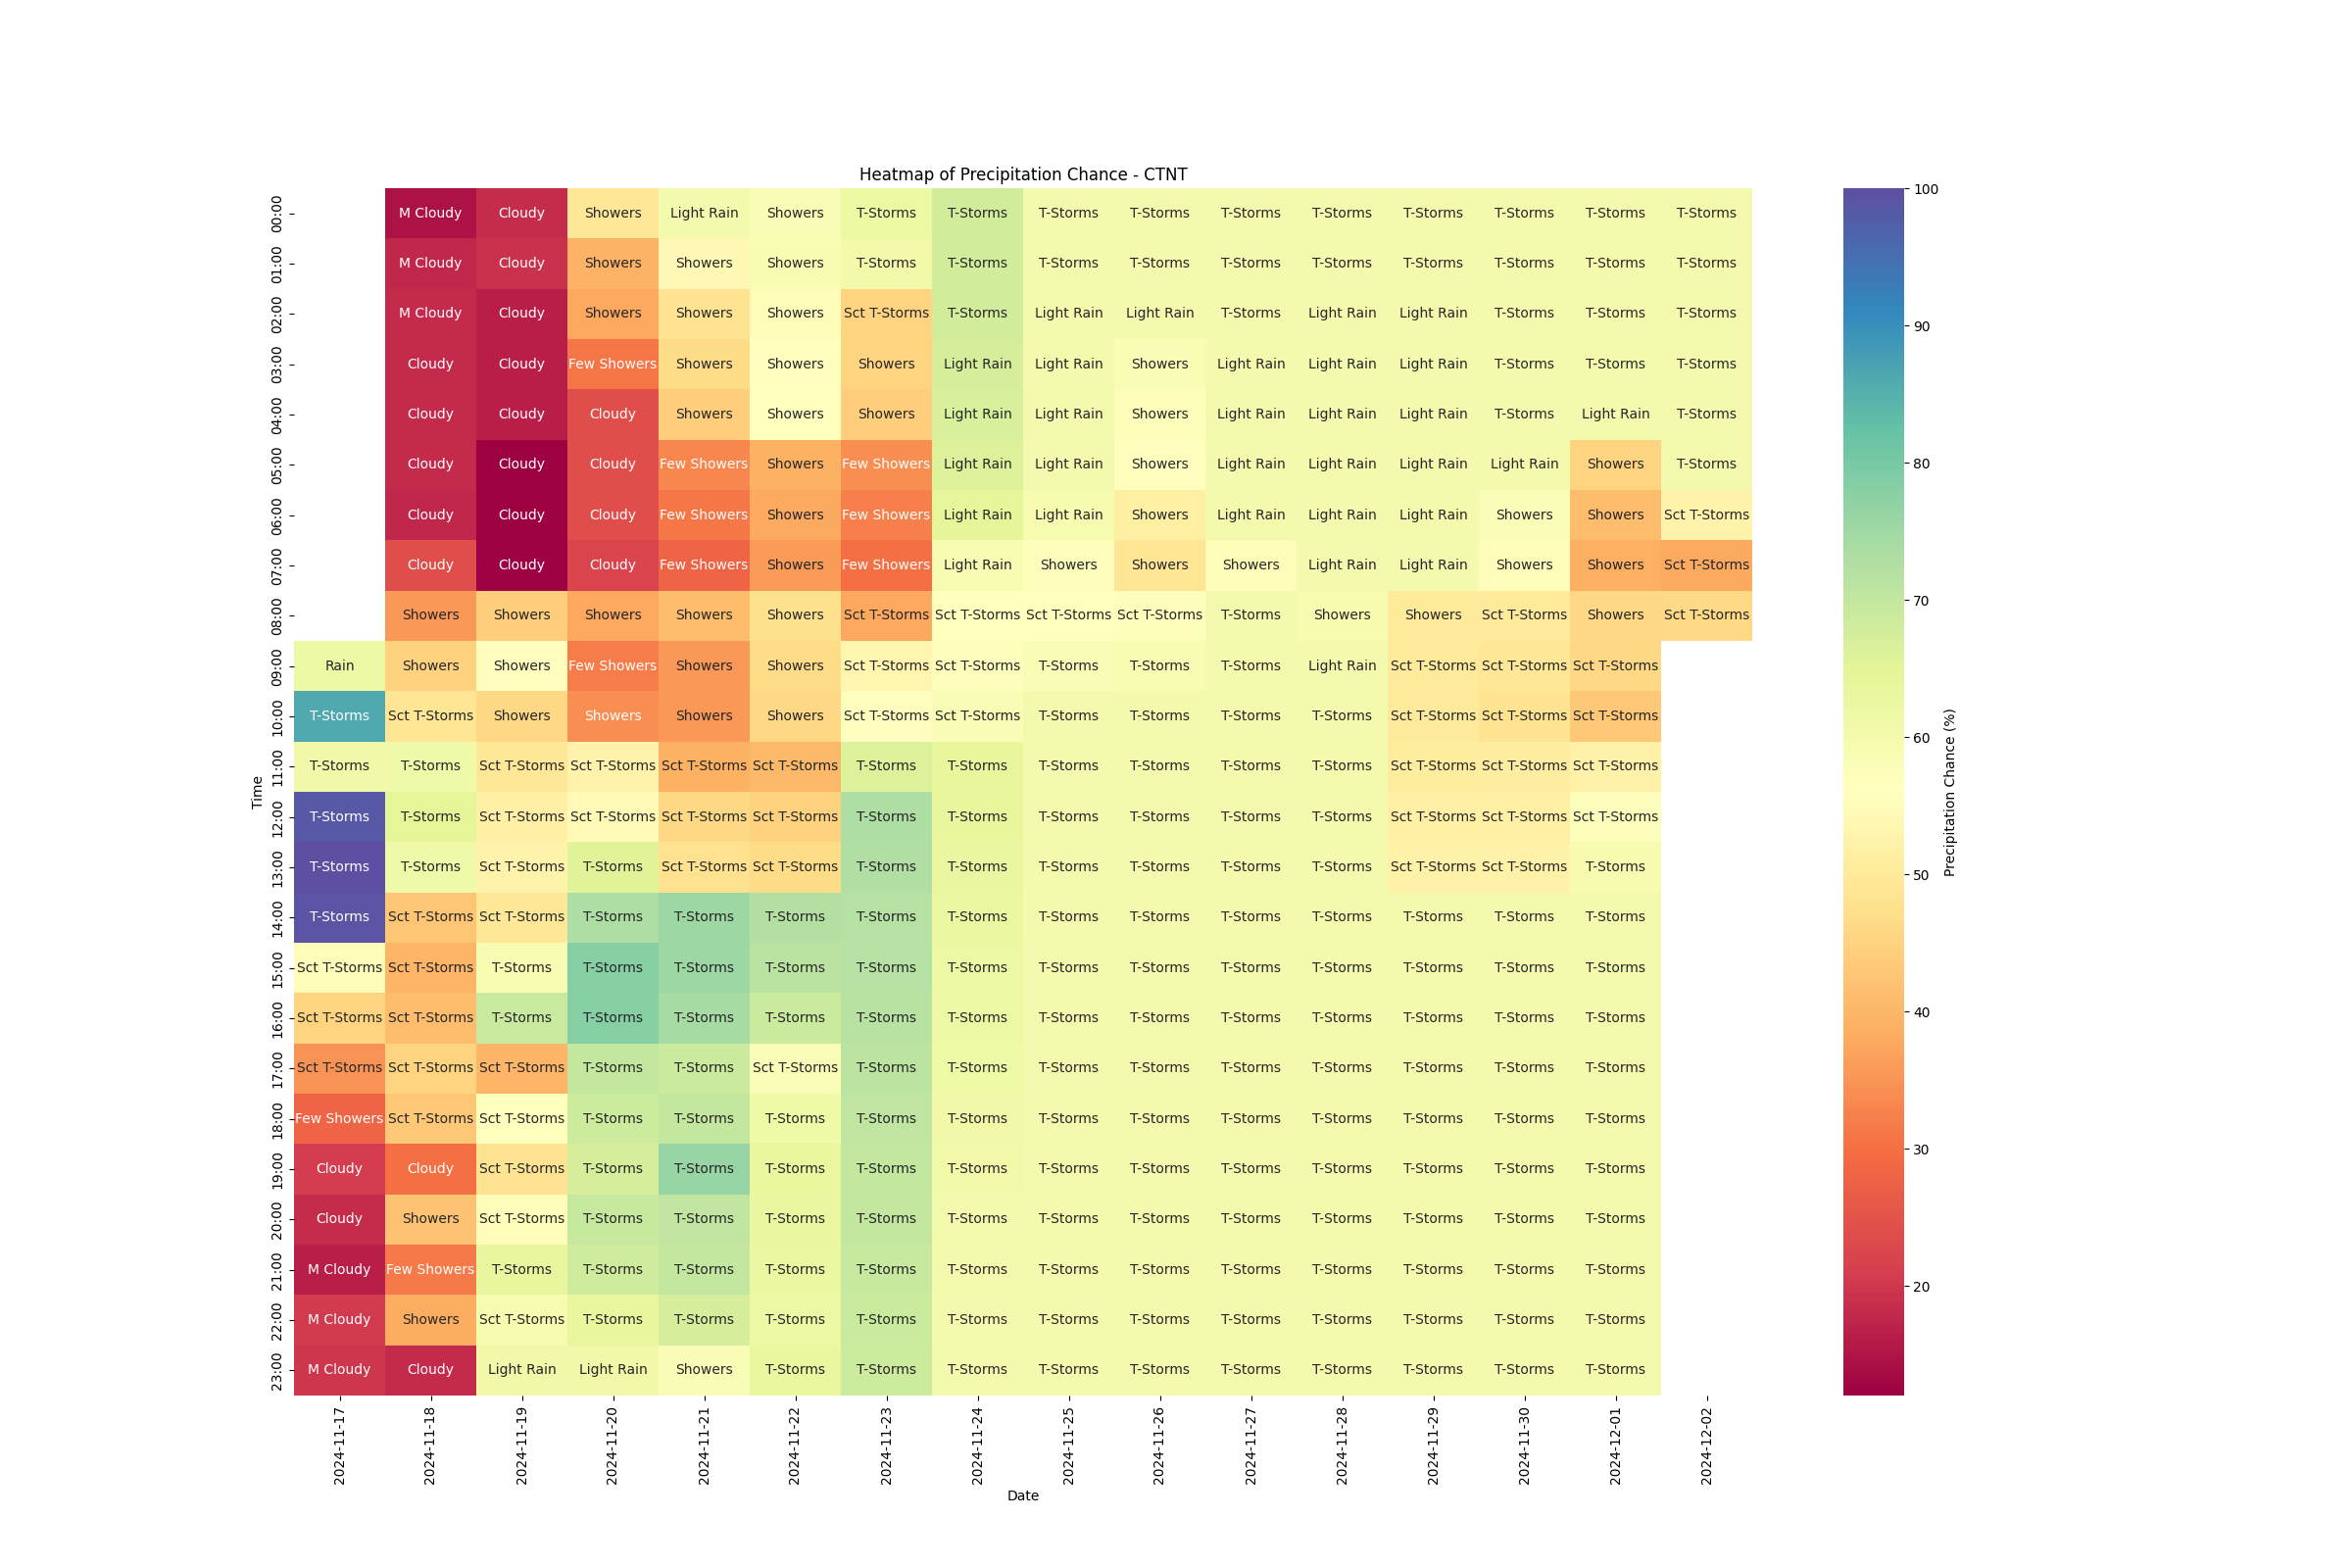 Heatmap of Precipitation Chance - CTNT
00:00 M Cloudy Cloudy Showers Light Rain Showers T-Storms T-Storms T-Storms T-Storms T-Storms T-Storms T-Storms T-Storms T-Storms T-Storms
01:00 M Cloudy Cloudy Showers Showers Showers T-Storms T-Storms T-Storms T-Storms T-Storms T-Storms T-Storms T-Storms T-Storms T-Storms
02:00 M Cloudy Cloudy Showers Showers Showers Sct T-Storms T-Storms Light Rain Light Rain T-Storms Light Rain Light Rain T-Storms T-Storms T-Storms
03:00 Cloudy Cloudy Few Showers Showers Showers Showers Light Rain Light Rain Showers Light Rain Light Rain Light Rain T-Storms T-Storms T-Storms
04:00 Cloudy Cloudy Cloudy Showers Showers Showers Light Rain Light Rain Showers Light Rain Light Rain Light Rain T-Storms Light Rain T-Storms
05:00 Cloudy Cloudy Cloudy Few Showers Showers Few Showers Light Rain Light Rain Showers Light Rain Light Rain Light Rain Light Rain Showers T-Storms
06:00 Cloudy Cloudy Cloudy Few Showers Showers Few Showers Light Rain Light Rain Showers Light Rain Light Rain Light Rain Showers Showers Sct T-Storms
07:00 Cloudy Cloudy Cloudy Few Showers Showers Few Showers Light Rain Showers Showers Showers Light Rain Light Rain Showers Showers Sct T-Storms
08:00 Showers Showers Showers Showers Showers Sct T-Storms Sct T-Storms Sct T-Storms Sct T-Storms T-Storms Showers Showers Sct T-Storms Showers Sct T-Storms
09:00 Rain Showers Showers Few Showers Showers Showers Sct T-Storms Sct T-Storms T-Storms T-Storms T-Storms Light Rain Sct T-Storms Sct T-Storms Sct T-Storms
10:00 T-Storms Sct T-Storms Showers Showers Showers Showers Sct T-Storms Sct T-Storms T-Storms T-Storms T-Storms T-Storms Sct T-Storms Sct T-Storms Sct T-Storms
11:00 T-Storms T-Storms Sct T-Storms Sct T-Storms Sct T-Storms Sct T-Storms T-Storms T-Storms T-Storms T-Storms T-Storms T-Storms Sct T-Storms Sct T-Storms Sct T-Storms
12:00 T-Storms T-Storms Sct T-Storms Sct T-Storms Sct T-Storms Sct T-Storms T-Storms T-Storms T-Storms T-Storms T-Storms T-Storms Sct T-Storms Sct T-Storms Sct T-Storms
13:00 T-Storms T-Storms Sct T-Storms T-Storms Sct T-Storms Sct T-Storms T-Storms T-Storms T-Storms T-Storms T-Storms T-Storms Sct T-Storms Sct T-Storms T-Storms
14:00 T-Storms Sct T-Storms Sct T-Storms T-Storms T-Storms T-Storms T-Storms T-Storms T-Storms T-Storms T-Storms T-Storms T-Storms T-Storms T-Storms
15:00 Sct T-Storms Sct T-Storms T-Storms T-Storms T-Storms T-Storms T-Storms T-Storms T-Storms T-Storms T-Storms T-Storms T-Storms T-Storms T-Storms
16:00 Sct T-Storms Sct T-Storms T-Storms T-Storms T-Storms T-Storms T-Storms T-Storms T-Storms T-Storms T-Storms T-Storms T-Storms T-Storms T-Storms
17:00 Sct T-Storms Sct T-Storms Sct T-Storms T-Storms T-Storms Sct T-Storms T-Storms T-Storms T-Storms T-Storms T-Storms T-Storms T-Storms T-Storms T-Storms
18:00 Few Showers Sct T-Storms Sct T-Storms T-Storms T-Storms T-Storms T-Storms T-Storms T-Storms T-Storms T-Storms T-Storms T-Storms T-Storms T-Storms
19:00 Cloudy Cloudy Sct T-Storms T-Storms T-Storms T-Storms T-Storms T-Storms T-Storms T-Storms T-Storms T-Storms T-Storms T-Storms T-Storms
20:00 Cloudy Showers Sct T-Storms T-Storms T-Storms T-Storms T-Storms T-Storms T-Storms T-Storms T-Storms T-Storms T-Storms T-Storms T-Storms
21:00 M Cloudy Few Showers T-Storms T-Storms T-Storms T-Storms T-Storms T-Storms T-Storms T-Storms T-Storms T-Storms T-Storms T-Storms T-Storms
22:00 M Cloudy Showers Sct T-Storms T-Storms T-Storms T-Storms T-Storms T-Storms T-Storms T-Storms T-Storms T-Storms T-Storms T-Storms T-Storms
23:00 M Cloudy Cloudy Light Rain Light Rain Showers T-Storms T-Storms T-Storms T-Storms T-Storms T-Storms T-Storms T-Storms T-Storms T-Storms
Time
2024-11-17 2024-11-18 2024-11-19 2024-11-20 2024-11-21 2024-11-22 2024-11-23 2024-11-24 2024-11-25 2024-11-26 2024-11-27 2024-11-28 2024-11-29 2024-11-30 2024-12-01 2024-12-02
Date
100
90
80
70
60
50
40
30
20
Precipitation Chance (%)